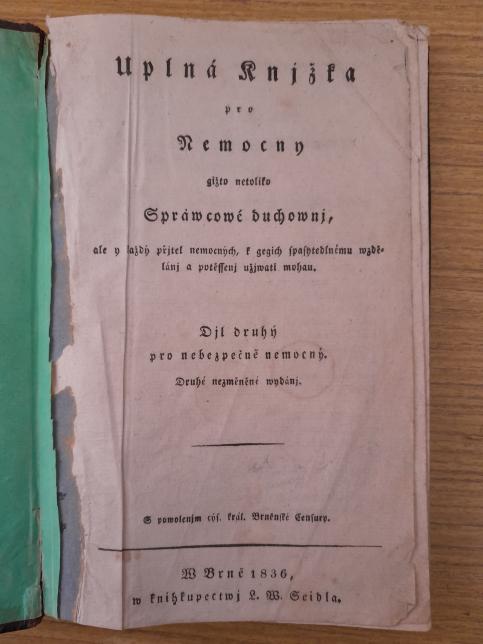 Uplná Knjžka
pro
Nemocny
gižto netoliko
Spráwcowé duchownj,
ale y každý přjtel nemocných, k gegich spasytedlnému wzdě-
lánj a potěssenj užjwati mohau.
Djl druhý
pro nebezpečně nemocný.
Druhé nezměněné wydánj.
S powolenjm cýs. král. Brněnské Censury.
W Brně 1836,
w knihkupectwj L. W. Seidla.